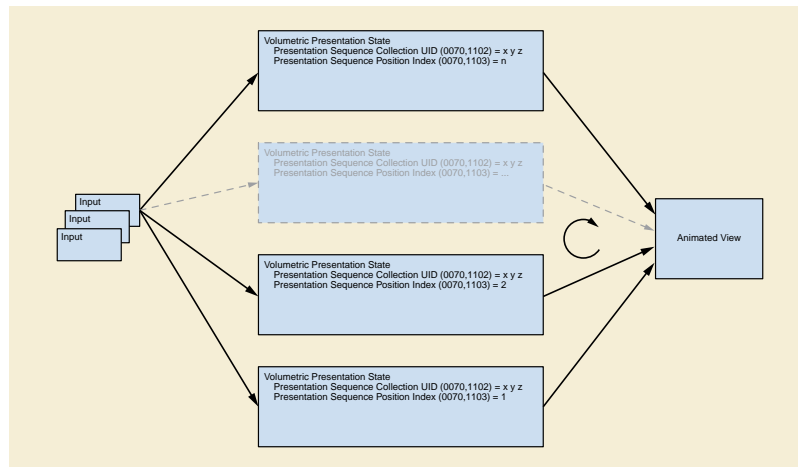 Volumetric Presentation State
Presentation Sequence Collection UID (0070,1102) = x y z
Presentation Sequence Position Index (0070,1103) = n
Volumetric Presentation State
Presentation Sequence Collection UID (0070,1102) = x y z
Presentation Sequence Position Index (0070,1103) = ...
Input
Input
Input
Animated View
Volumetric Presentation State
Presentation Sequence Collection UID (0070,1102) = x y z
Presentation Sequence Position Index (0070,1103) = 2
Volumetric Presentation State
Presentation Sequence Collection UID (0070,1102) = x y z
Presentation Sequence Position Index (0070,1103) = 1